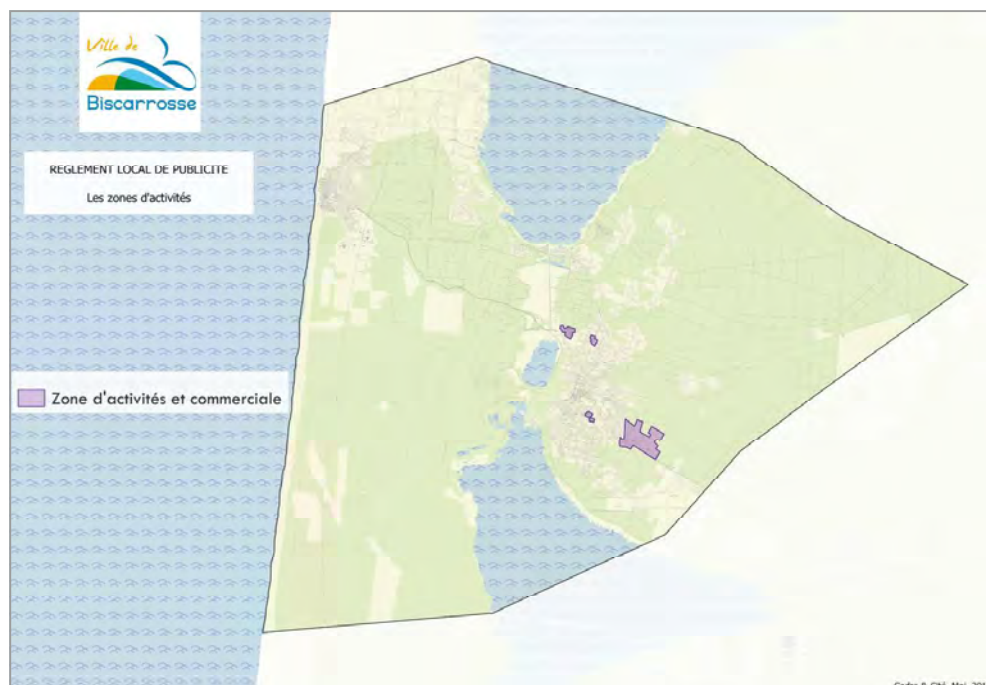 Ville de
Biscarrosse
REGLEMENT LOCAL DE PUBLICITE
Les zones d'activités
Zone d'activités et commerciale